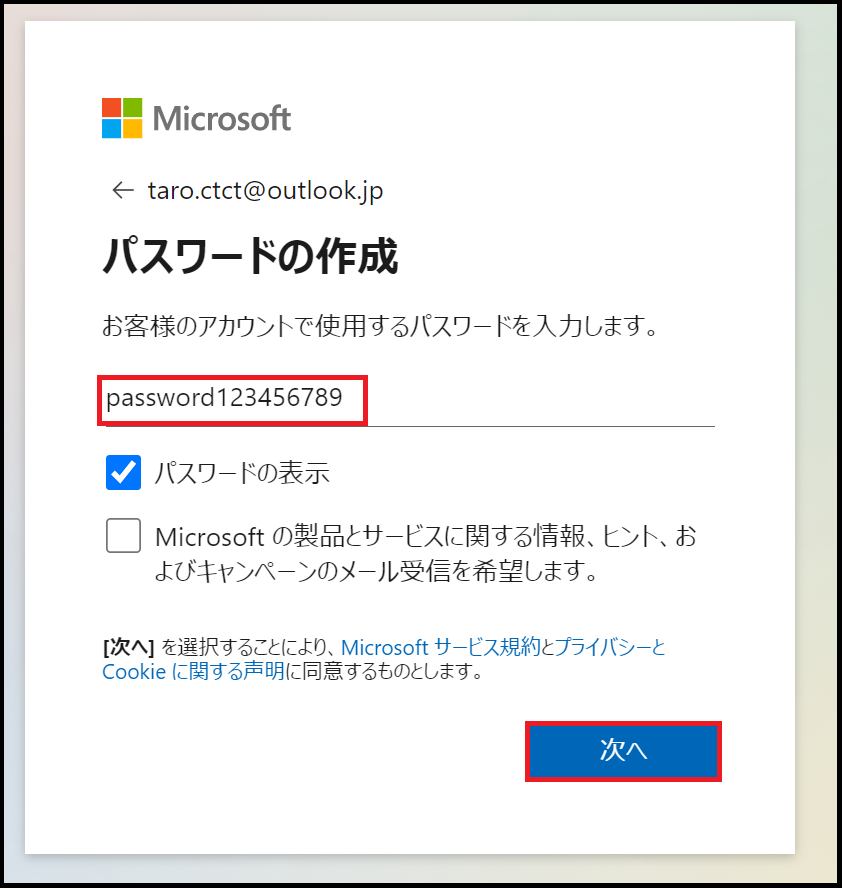 Microsoft
← taro.ctct@outlook.jp
パスワードの作成
お客様のアカウントで使用するパスワードを入力します。
password123456789
パスワードの表示
Microsoft の製品とサービスに関する情報、ヒント、お
よびキャンペーンのメール受信を希望します。
[次へ] を選択することにより、Microsoft サービス規約とプライバシーと
Cookie に関する声明に同意するものとします。
次へ